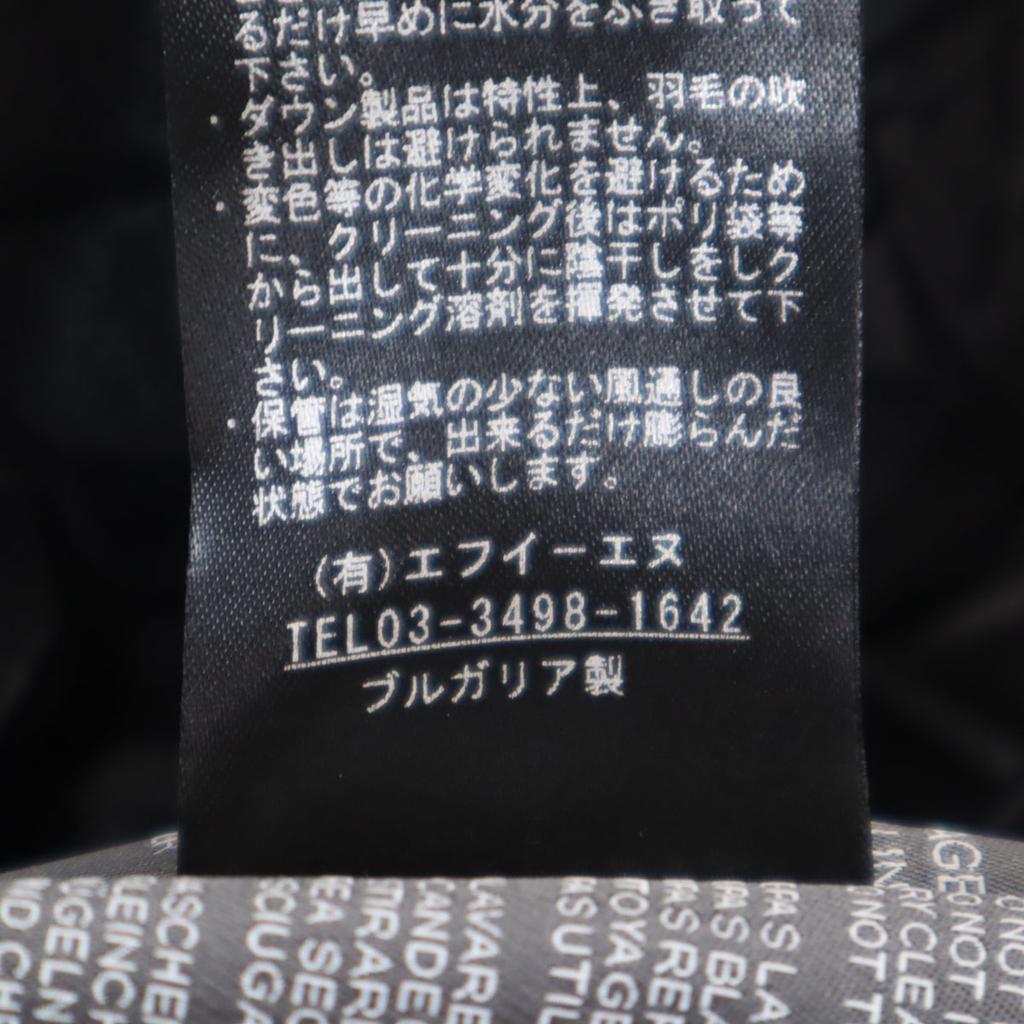 るだけ早めに水分をふき取って
下さい。
・ダウン製品は特性上、羽毛の吹
き出しは避けられません。
・変色等の化学変化を避けるため
に、クリーニング後はポリ袋等
から出して十分に陰干しをしク
リーニング溶剤を揮発させて下
さい。
・保管は湿気の少ない風通しの良
い場所で、出来るだけ膨らんだ
状態でお願いします。
(有)エフイーエヌ
TEL03-3498-1642
ブルガリア製